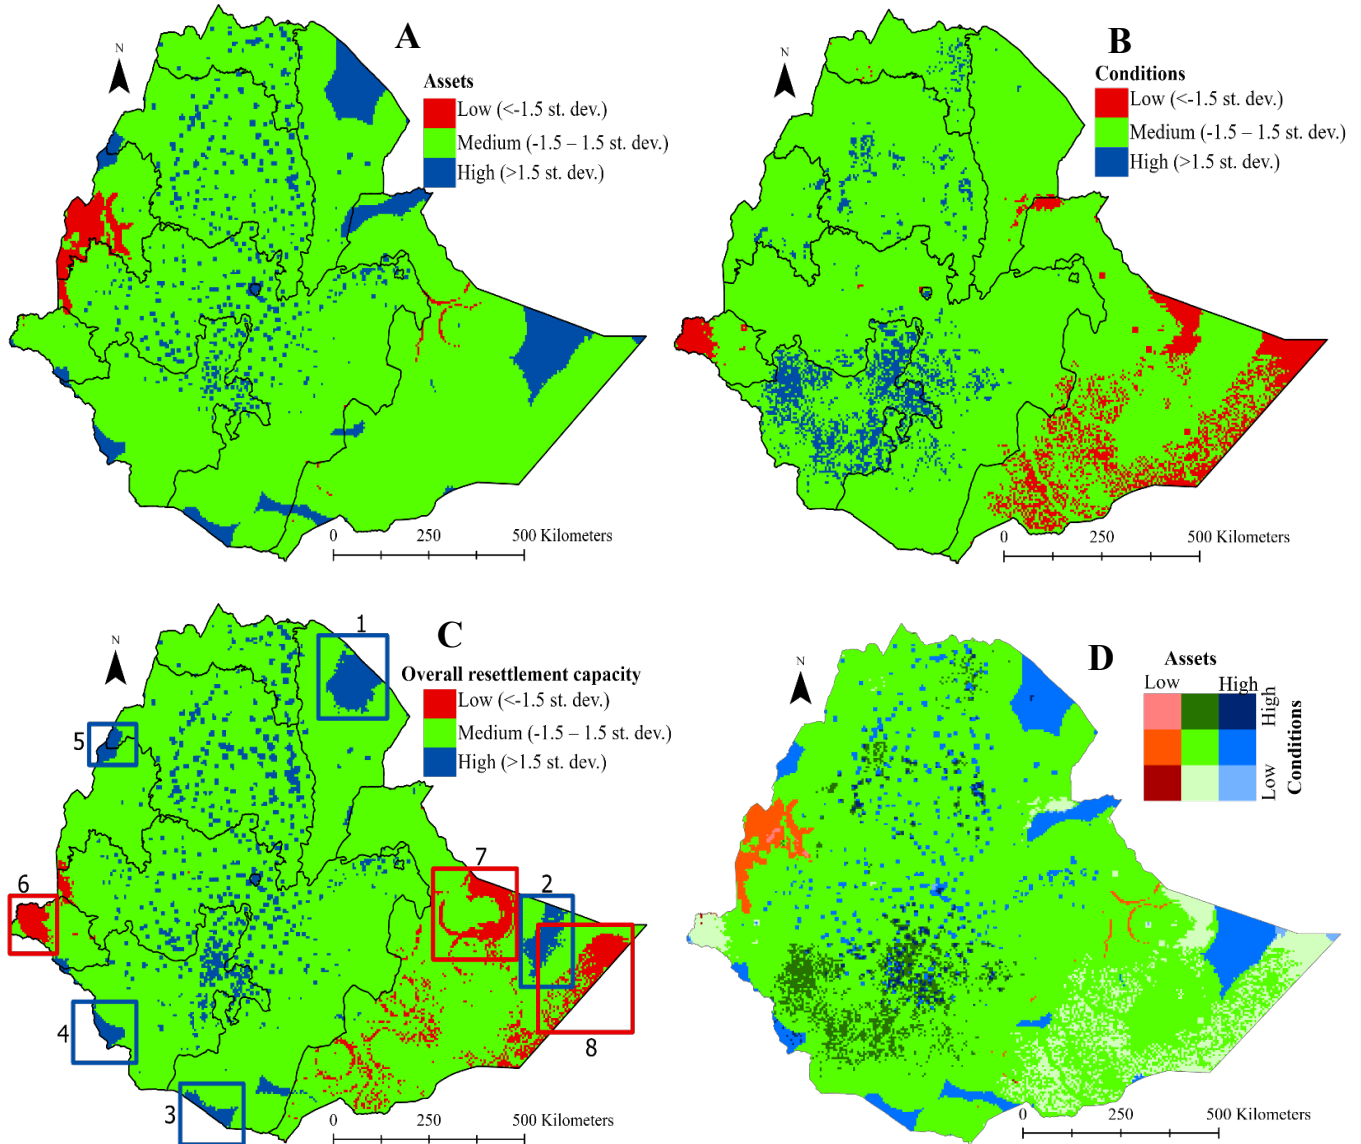 A
N
Assets
Low (<-1.5 st. dev.)
Medium (-1.5 – 1.5 st. dev.)
High (>1.5 st. dev.)
0 250 500 Kilometers
B
N
Conditions
Low (<-1.5 st. dev.)
Medium (-1.5 – 1.5 st. dev.)
High (>1.5 st. dev.)
0 250 500 Kilometers
C
N
Overall resettlement capacity
Low (<-1.5 st. dev.)
Medium (-1.5 – 1.5 st. dev.)
High (>1.5 st. dev.)
1
5
7
2
6
4
8
3
0 250 500 Kilometers
D
N
Assets
Low High
High
Low
Conditions
0 250 500 Kilometers